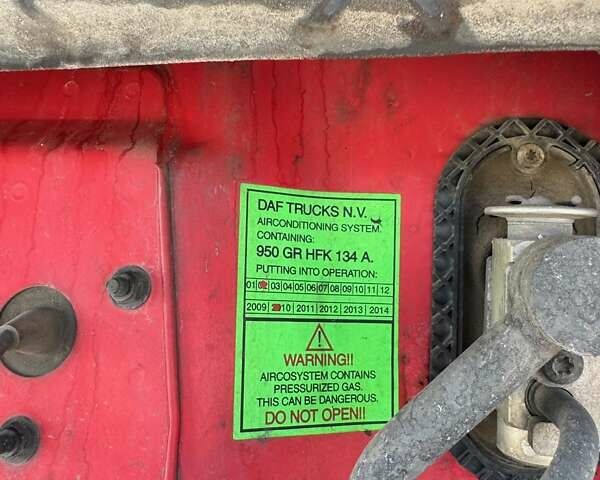 DAF TRUCKS N.V.
AIRCONDITIONING SYSTEM.
CONTAINING:
950 GR HFK 134 A.
PUTTING INTO OPERATION:
01 02 03 04 05 06 07 08 09 10 11 12
2009 2010 2011 2012 2013 2014
WARNING!!
AIRCOSYSTEM CONTAINS
PRESSURIZED GAS.
THIS CAN BE DANGEROUS.
DO NOT OPEN!!